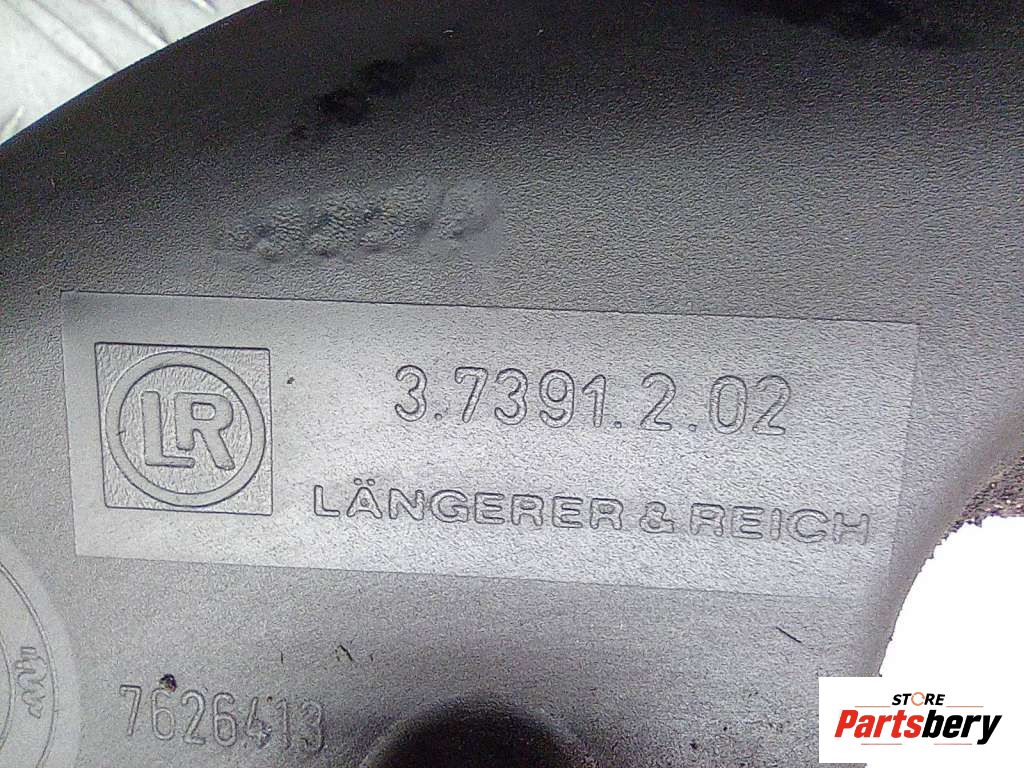 LR
3.7391.2.02
LÄNGERER & REICH
7626413
STORE
Partsbery